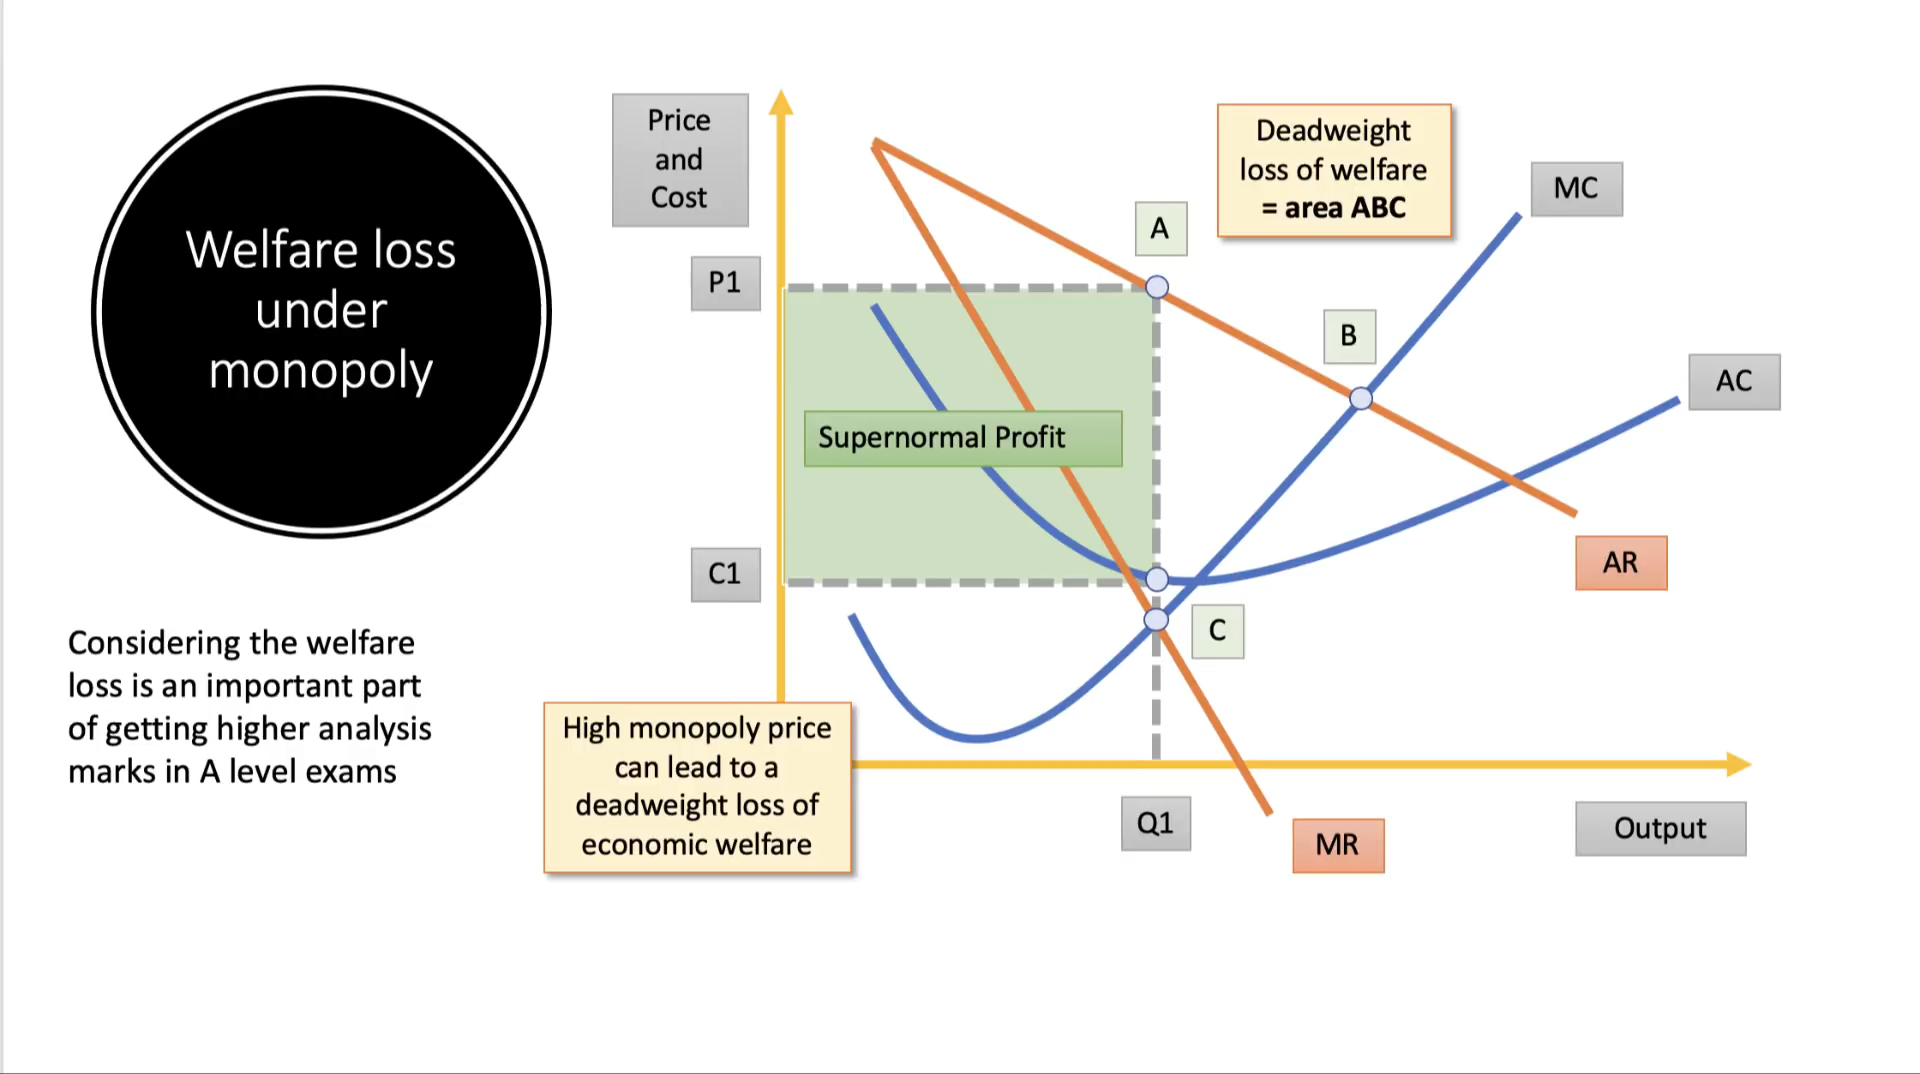 Welfare loss
under
monopoly
Considering the welfare
loss is an important part
of getting higher analysis
marks in A level exams
Price
and
Cost
P1
C1
Supernormal Profit
A
Deadweight
loss of welfare
= area ABC
B
MC
AC
AR
C
High monopoly price
can lead to a
deadweight loss of
economic welfare
Q1
MR
Output